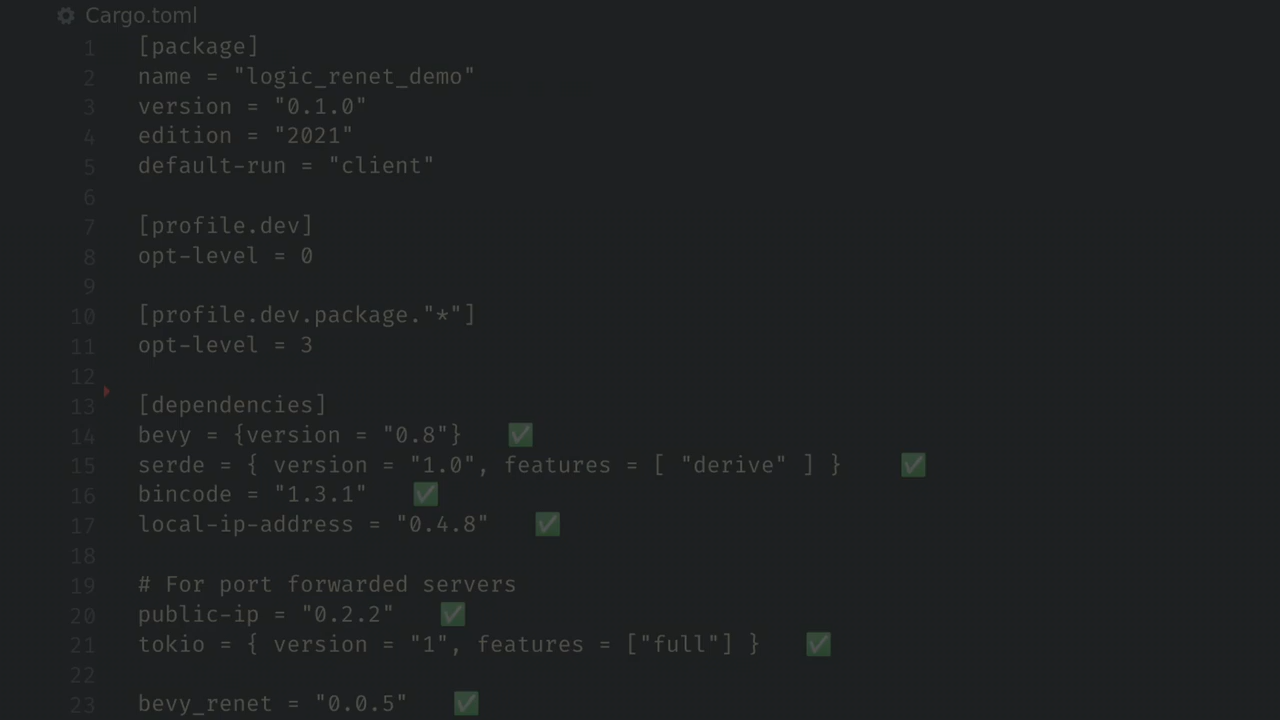 Cargo.toml
1 [package]
2 name = "logic_renet_demo"
3 version = "0.1.0"
4 edition = "2021"
5 default-run = "client"
6
7 [profile.dev]
8 opt-level = 0
9
10 [profile.dev.package."*"]
11 opt-level = 3
12
13 [dependencies]
14 bevy = {version = "0.8"} ✅
15 serde = { version = "1.0", features = [ "derive" ] } ✅
16 bincode = "1.3.1" ✅
17 local-ip-address = "0.4.8" ✅
18
19 # For port forwarded servers
20 public-ip = "0.2.2" ✅
21 tokio = { version = "1", features = ["full"] } ✅
22
23 bevy_renet = "0.0.5" ✅